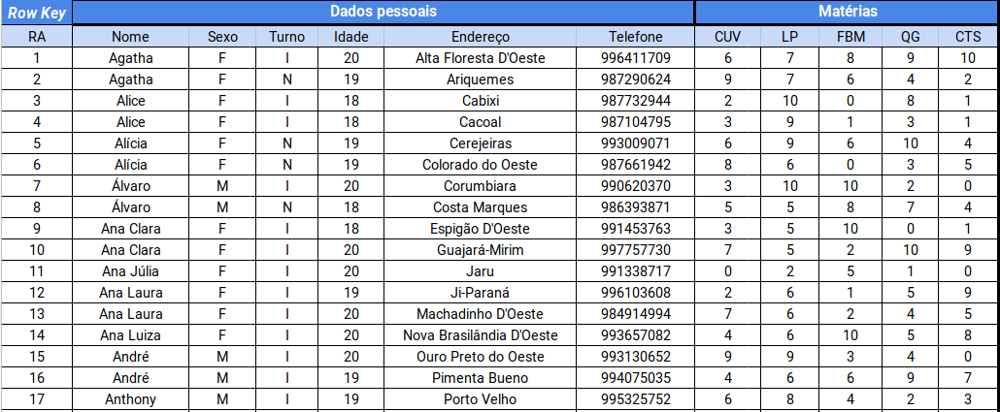 Row Key Dados pessoais Matérias
RA Nome Sexo Turno Idade Endereço Telefone CUV LP FBM QG CTS
1 Agatha F I 20 Alta Floresta D'Oeste 996411709 6 7 8 9 10
2 Agatha F N 19 Ariquemes 987290624 9 7 6 4 2
3 Alice F I 18 Cabixi 987732944 2 10 0 8 1
4 Alice F I 18 Cacoal 987104795 3 9 1 3 1
5 Alícia F N 19 Cerejeiras 993009071 6 9 6 10 4
6 Alícia F N 19 Colorado do Oeste 987661942 8 6 0 3 5
7 Álvaro M I 20 Corumbiara 990620370 3 10 10 2 0
8 Álvaro M N 18 Costa Marques 986393871 5 5 8 7 4
9 Ana Clara F I 18 Espigão D'Oeste 991453763 3 5 10 0 1
10 Ana Clara F I 20 Guajará-Mirim 997757730 7 5 2 10 9
11 Ana Júlia F I 20 Jaru 991338717 0 2 5 1 0
12 Ana Laura F I 19 Ji-Paraná 996103608 2 6 1 5 9
13 Ana Laura F I 20 Machadinho D'Oeste 984914994 7 6 2 4 5
14 Ana Luiza F I 20 Nova Brasilândia D'Oeste 993657082 4 6 10 5 8
15 André M I 20 Ouro Preto do Oeste 993130652 9 9 3 4 0
16 André M I 19 Pimenta Bueno 994075035 4 6 6 9 7
17 Anthony M I 19 Porto Velho 995325752 6 8 4 2 3